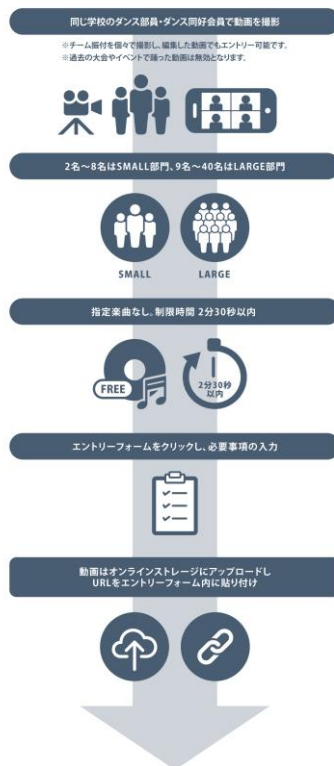 同じ学校のダンス部員・ダンス同好会員で動画を撮影
※チーム振付を個々で撮影し、編集した動画でもエントリー可能です。
※過去の大会やイベントで踊った動画は無効となります。
2名〜8名はSMALL部門、9名〜40名はLARGE部門
SMALL
LARGE
指定楽曲なし。制限時間 2分30秒以内
FREE
2分30秒
以内
エントリーフォームをクリックし、必要事項の入力
動画はオンラインストレージにアップロードし
URLをエントリーフォーム内に貼り付け